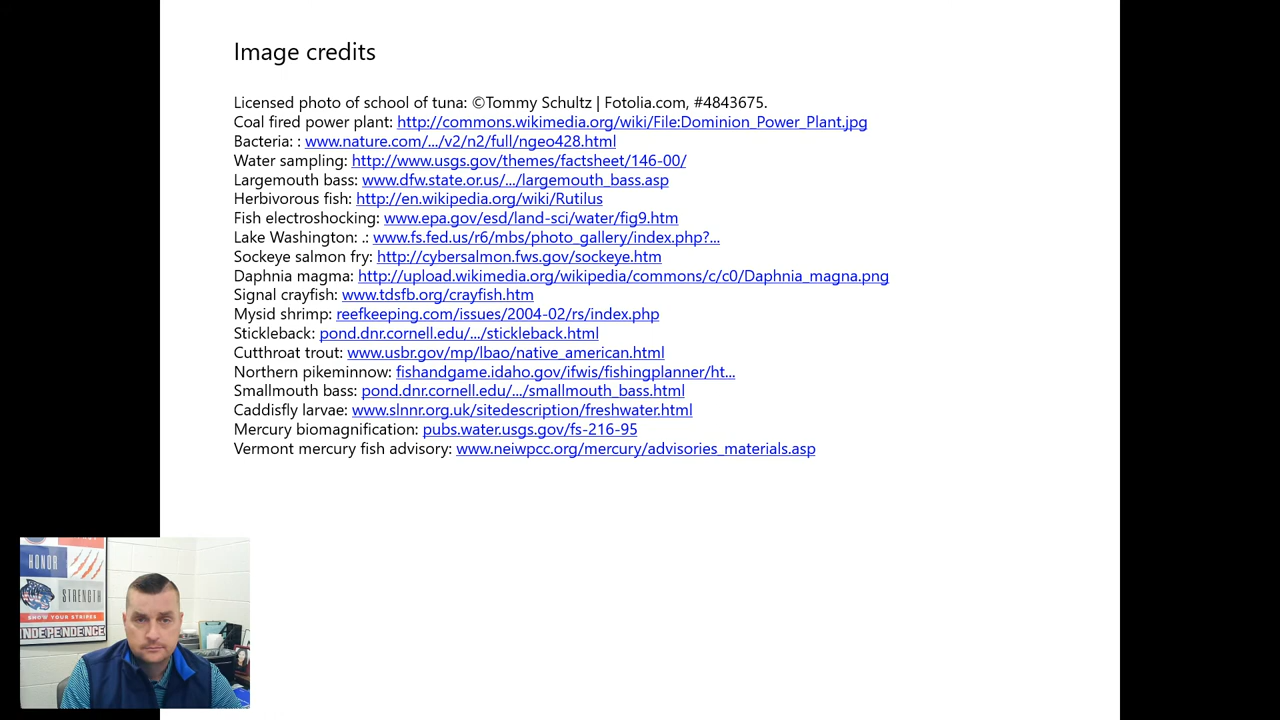 Image credits
Licensed photo of school of tuna: ©Tommy Schultz | Fotolia.com, #4843675.
Coal fired power plant: http://commons.wikimedia.org/wiki/File:Dominion_Power_Plant.jpg
Bacteria: : www.nature.com/.../v2/n2/full/ngeo428.html
Water sampling: http://www.usgs.gov/themes/factsheet/146-00/
Largemouth bass: www.dfw.state.or.us/.../largemouth_bass.asp
Herbivorous fish: http://en.wikipedia.org/wiki/Rutilus
Fish electroshocking: www.epa.gov/esd/land-sci/water/fig9.htm
Lake Washington: .: www.fs.fed.us/r6/mbs/photo_gallery/index.php?...
Sockeye salmon fry: http://cybersalmon.fws.gov/sockeye.htm
Daphnia magma: http://upload.wikimedia.org/wikipedia/commons/c/c0/Daphnia_magna.png
Signal crayfish: www.tdsfb.org/crayfish.htm
Mysid shrimp: reefkeeping.com/issues/2004-02/rs/index.php
Stickleback: pond.dnr.cornell.edu/.../stickleback.html
Cutthroat trout: www.usbr.gov/mp/lbao/native_american.html
Northern pikeminnow: fishandgame.idaho.gov/ifwis/fishingplanner/ht...
Smallmouth bass: pond.dnr.cornell.edu/.../smallmouth_bass.html
Caddisfly larvae: www.slnnr.org.uk/sitedescription/freshwater.html
Mercury biomagnification: pubs.water.usgs.gov/fs-216-95
Vermont mercury fish advisory: www.neiwpcc.org/mercury/advisories_materials.asp
HONOR
STRENGTH
SHOW YOUR STRIPES
INDEPENDENCE